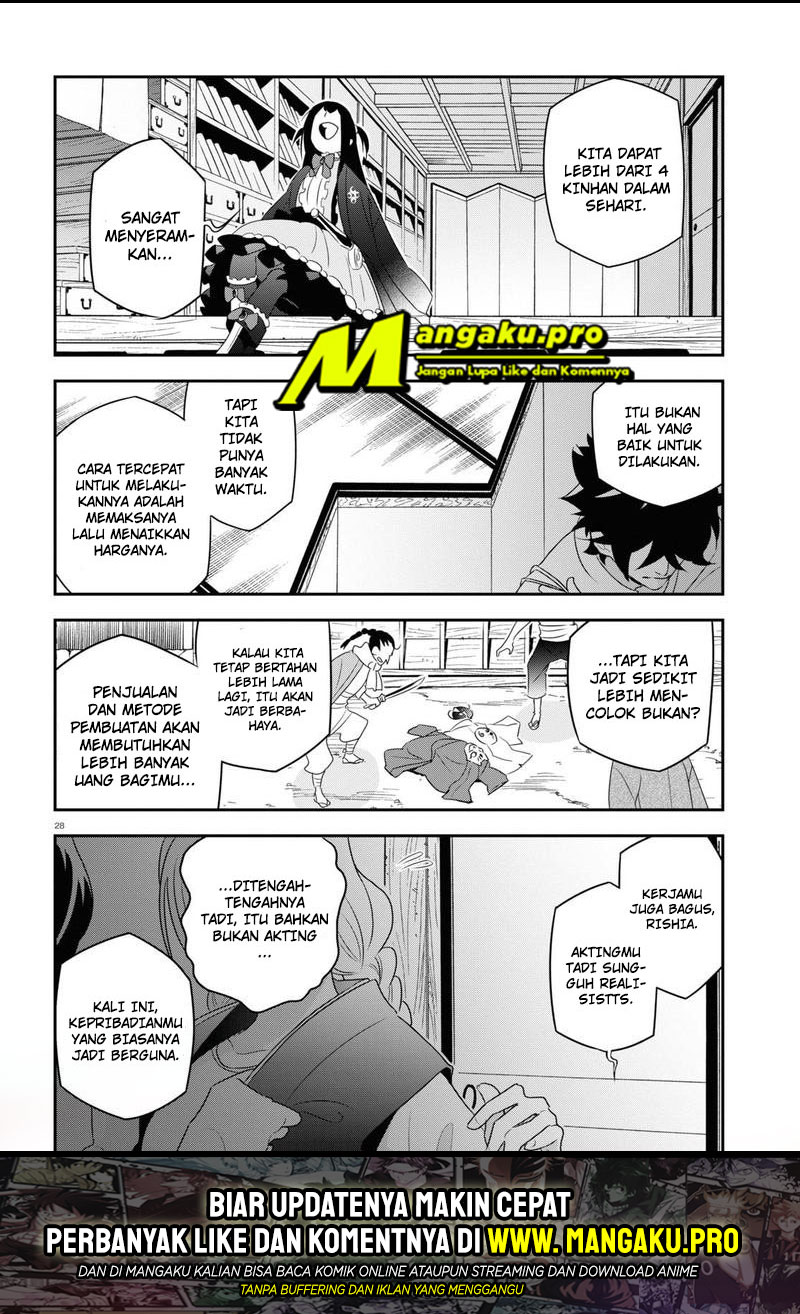 KITA DAPAT
LEBIH DARI 4
KINHAN DALAM
SEHARI.
SANGAT
MENYERAM-
KAN...
Mangaku.pro
Jangan Lupa Like dan Komennya
ITU BUKAN
HAL YANG
BAIK UNTUK
DILAKUKAN.
TAPI
KITA
TIDAK
PUNYA
BANYAK
WAKTU.
CARA TERCEPAT
UNTUK MELAKU-
KANNYA ADALAH
MEMAKSANYA
LALU MENAIKKAN
HARGANYA.
...TAPI KITA
JADI SEDIKIT
LEBIH MEN-
COLOK BUKAN?
KALAU KITA
TETAP BERTAHAN
LEBIH LAMA
LAGI, ITU AKAN
JADI BERBA-
HAYA.
PENJUALAN
DAN METODE
PEMBUATAN AKAN
MEMBUTUHKAN
LEBIH BANYAK
UANG BAGIMU...
28
KERJAMU
JUGA BAGUS,
RISHIA.
AKTINGMU
TADI SUNG-
GUH REALI-
SISTTS.
...DITENGAH-
TENGAHNYA
TADI, ITU BAHKAN
BUKAN AKTING
...
KALI INI,
KEPRIBADIANMU
YANG BIASANYA
JADI BERGUNA.
BIAR UPDATENYA MAKIN CEPAT
PERBANYAK LIKE DAN KOMENTNYA DI WWW. MANGAKU.PRO
DAN DI MANGAKU KALIAN BISA BACA KOMIK ONLINE ATAUPUN STREAMING DAN DOWNLOAD ANIME
TANPA BUFFERING DAN IKLAN YANG MENGGANGU